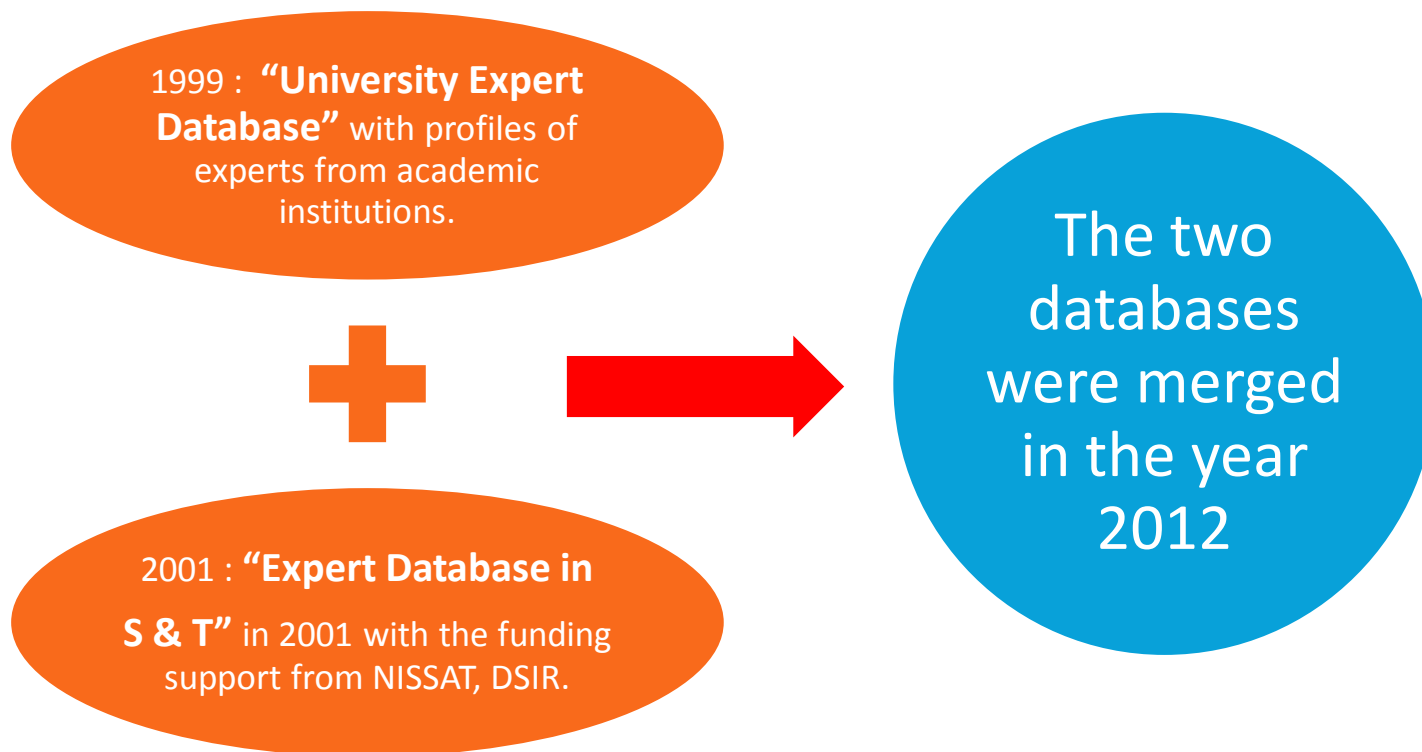 1999 : “University Expert
Database” with profiles of
experts from academic
institutions.
2001 : “Expert Database in
S & T” in 2001 with the funding
support from NISSAT, DSIR.
The two
databases
were merged
in the year
2012